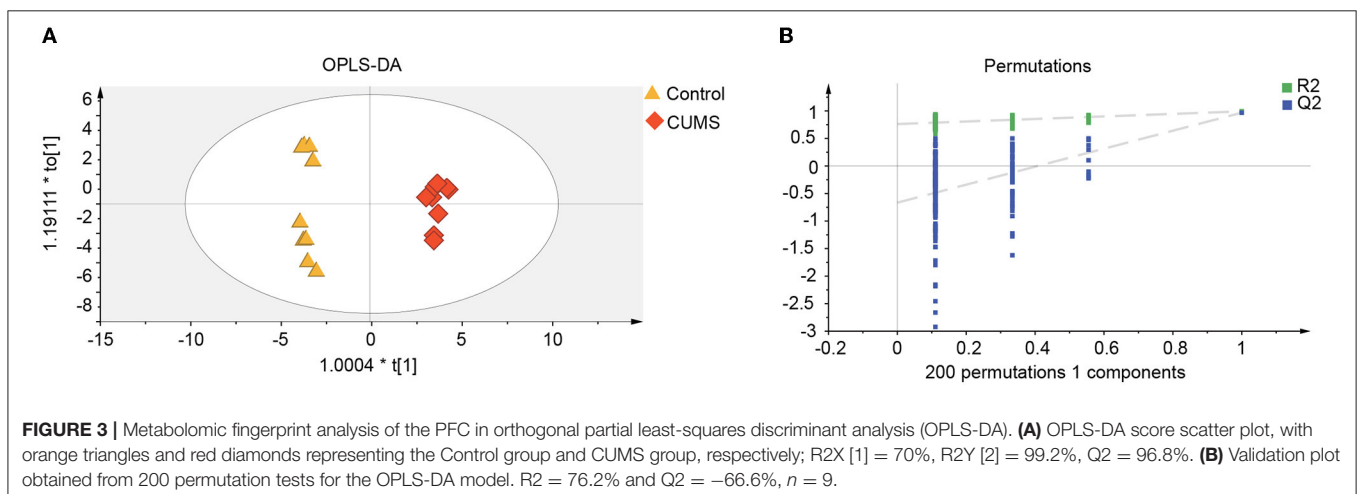 A
OPLS-DA
Control
CUMS
6
4
2
0
-2
-4
-6
-8
1.19111 * to[1]
-15
-10
-5
0
5
10
1.0004 * t[1]
B
Permutations
R2
Q2
1
0.5
0
-0.5
-1
-1.5
-2
-2.5
-3
-0.2
0
0.2
0.4
0.6
0.8
1
200 permutations 1 components
FIGURE 3 | Metabolomic fingerprint analysis of the PFC in orthogonal partial least-squares discriminant analysis (OPLS-DA). (A) OPLS-DA score scatter plot, with
orange triangles and red diamonds representing the Control group and CUMS group, respectively; R2X [1] = 70%, R2Y [2] = 99.2%, Q2 = 96.8%. (B) Validation plot
obtained from 200 permutation tests for the OPLS-DA model. R2 = 76.2% and Q2 = −66.6%, n = 9.